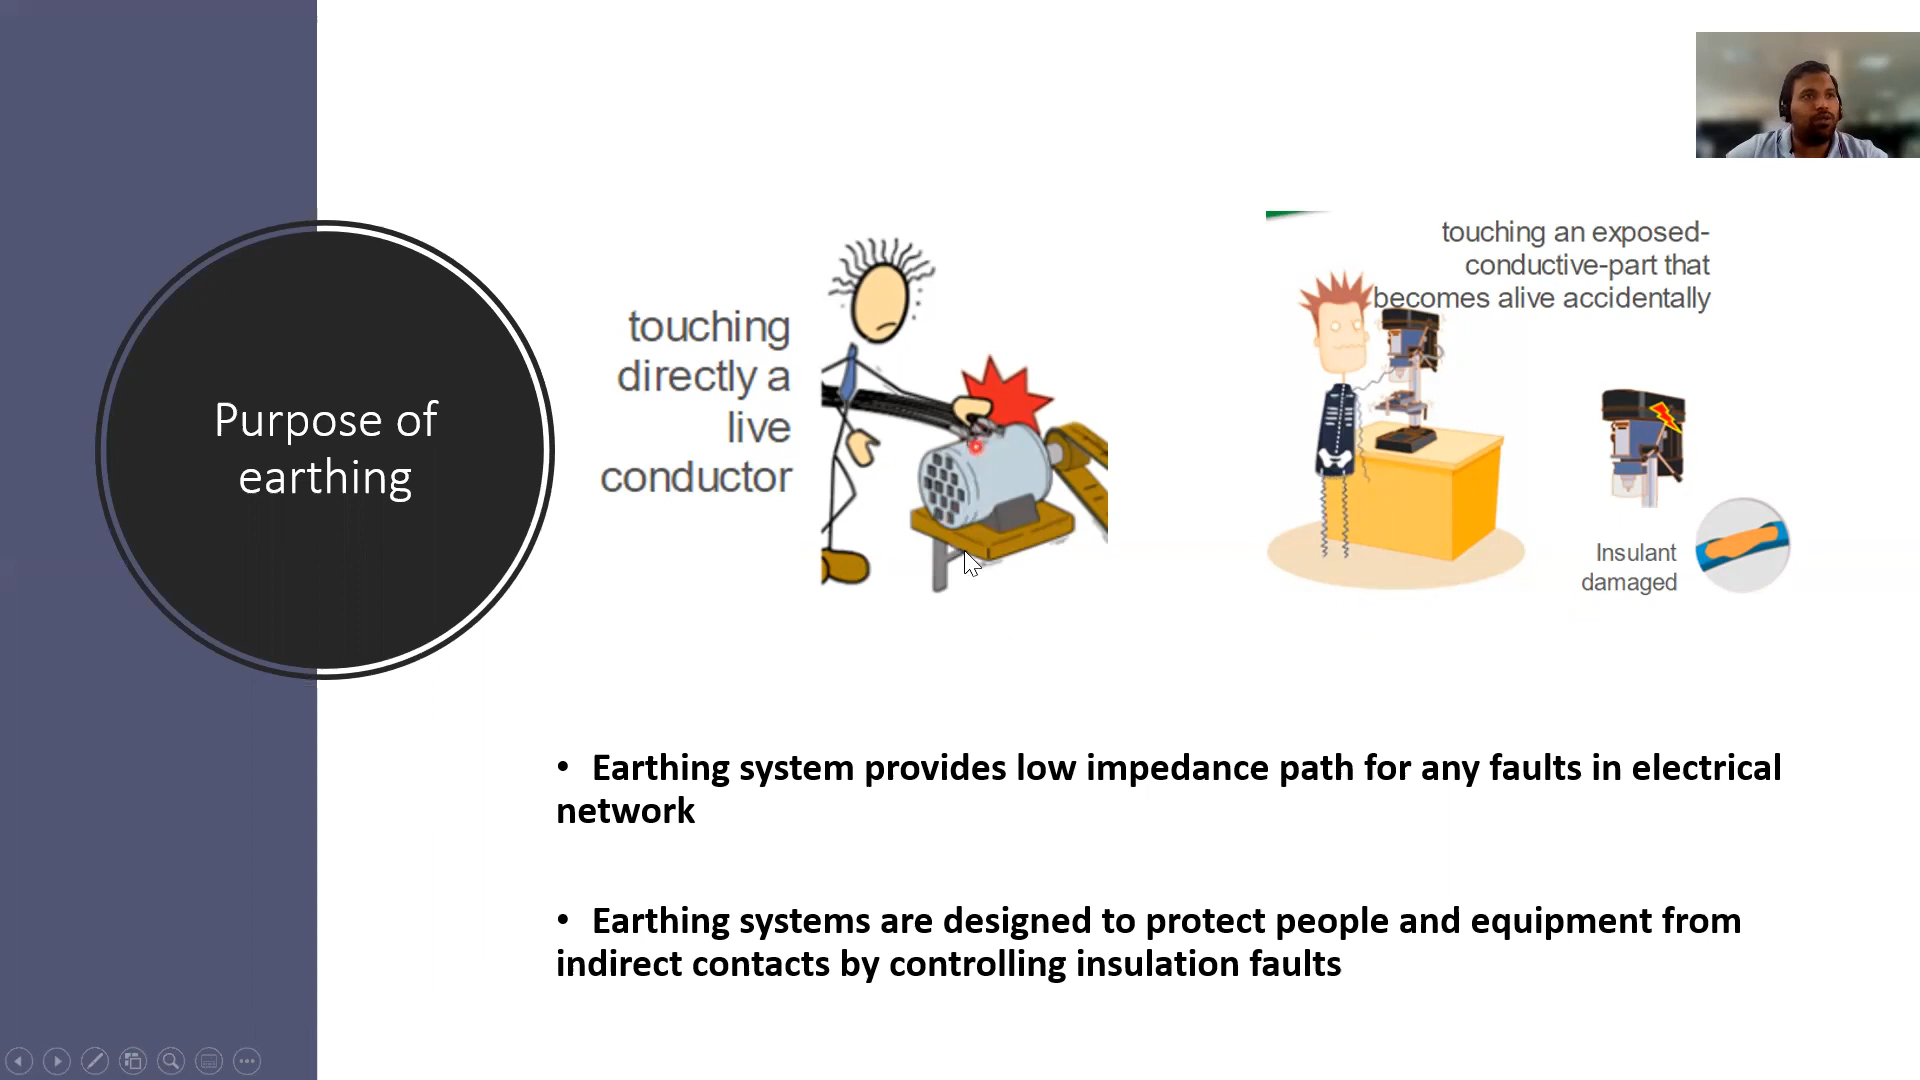 Purpose of
earthing
touching
directly a
live
conductor
touching an exposed-
conductive-part that
becomes alive accidentally
Insulant
damaged
• Earthing system provides low impedance path for any faults in electrical
network
• Earthing systems are designed to protect people and equipment from
indirect contacts by controlling insulation faults